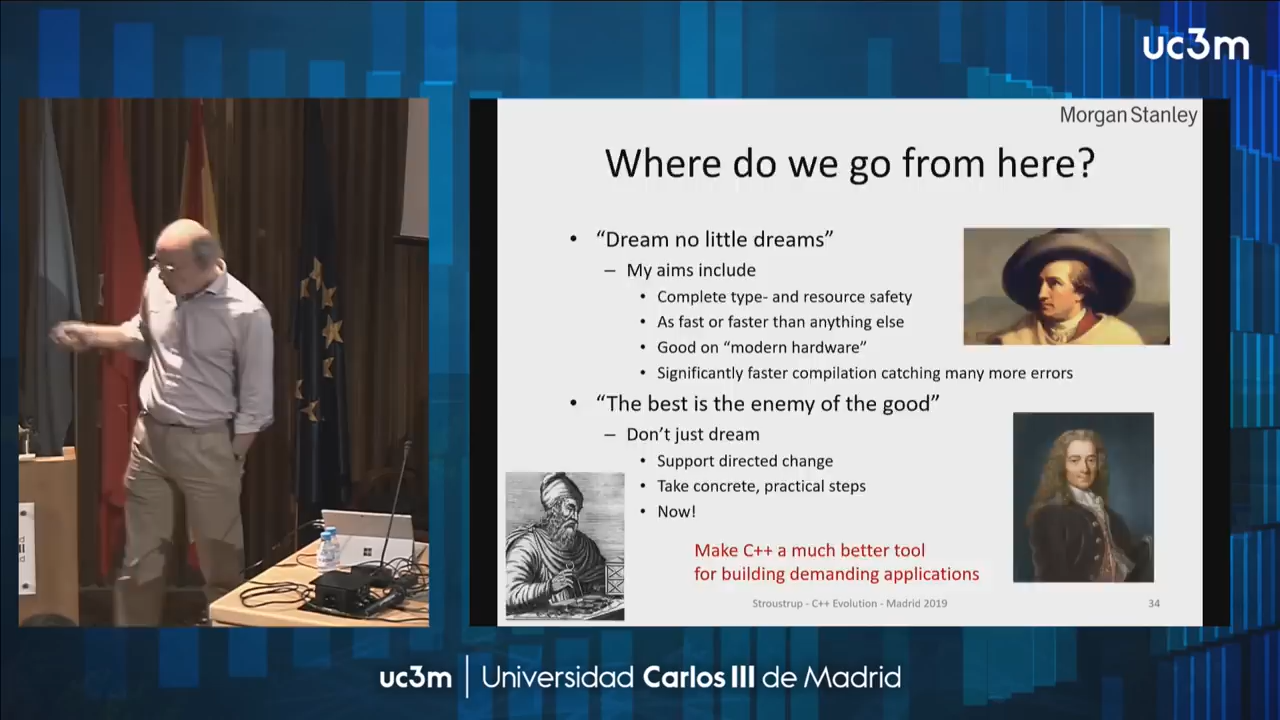 uc3m
Morgan Stanley
Where do we go from here?
• “Dream no little dreams”
– My aims include
• Complete type- and resource safety
• As fast or faster than anything else
• Good on “modern hardware”
• Significantly faster compilation catching many more errors
• “The best is the enemy of the good”
– Don’t just dream
• Support directed change
• Take concrete, practical steps
• Now!
Make C++ a much better tool
for building demanding applications
Stroustrup - C++ Evolution - Madrid 2019
34
uc3m | Universidad Carlos III de Madrid